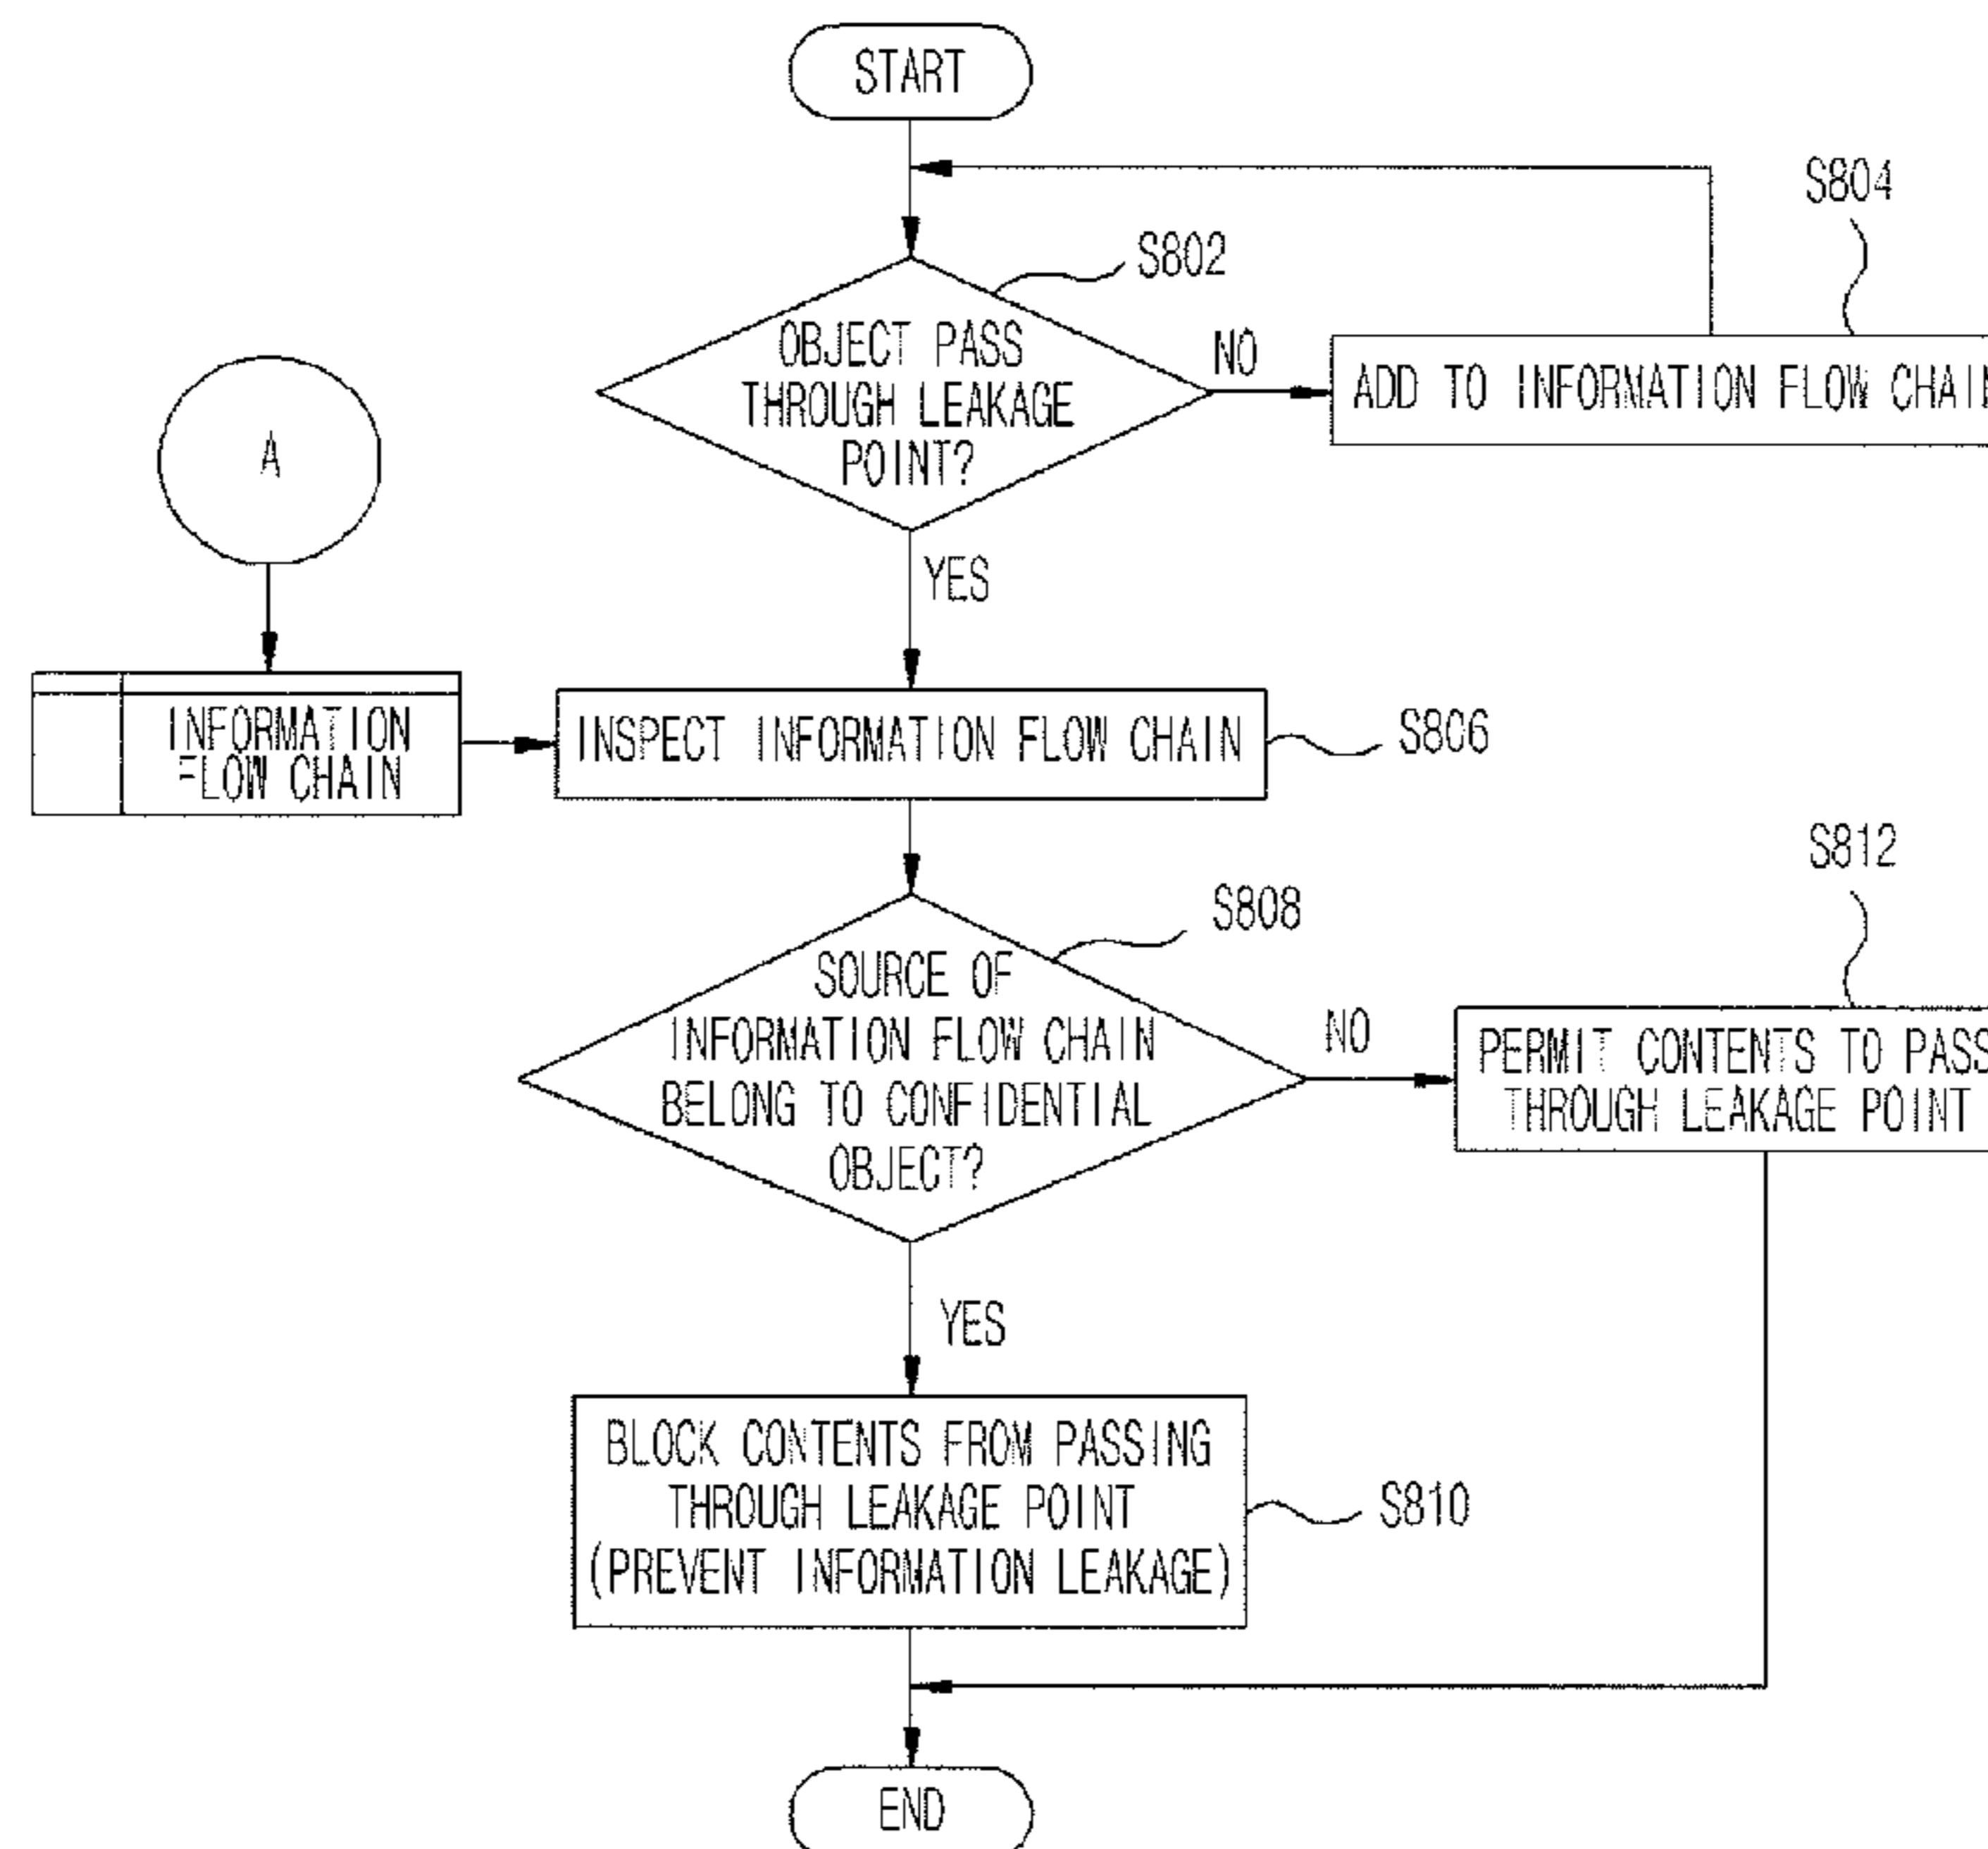 START
S804
S802
OBJECT PASS
THROUGH LEAKAGE
POINT?
NO
ADD TO INFORMATION FLOW CHAIN
A
YES
INFORMATION
FLOW CHAIN
INSPECT INFORMATION FLOW CHAIN
S806
S812
S808
SOURCE OF
INFORMATION FLOW CHAIN
BELONG TO CONFIDENTIAL
OBJECT?
NO
PERMIT CONTENTS TO PASS
THROUGH LEAKAGE POINT
YES
BLOCK CONTENTS FROM PASSING
THROUGH LEAKAGE POINT
(PREVENT INFORMATION LEAKAGE)
S810
END